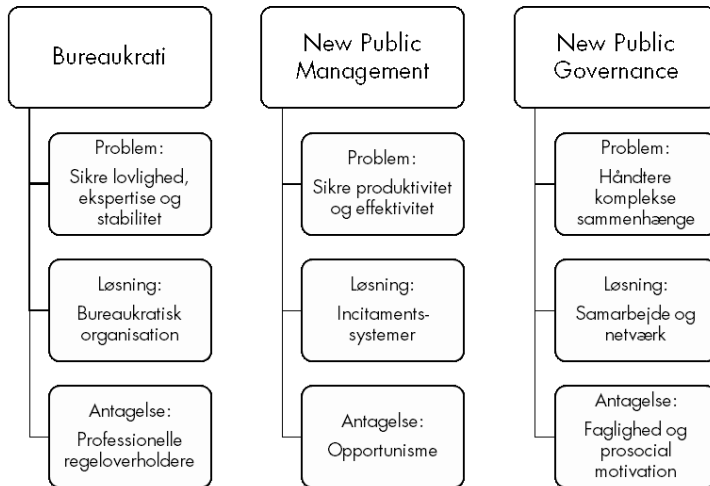 Bureaukrati
Problem:
Sikre lovlighed,
ekspertise og
stabilitet
Løsning:
Bureaukratisk
organisation
Antagelse:
Professionelle
regeloverholdere
New Public
Management
Problem:
Sikre produktivitet
og effektivitet
Løsning:
Incitaments-
systemer
Antagelse:
Opportunisme
New Public
Governance
Problem:
Håndtere
komplekse
sammenhænge
Løsning:
Samarbejde og
netværk
Antagelse:
Faglighed og
prosocial
motivation